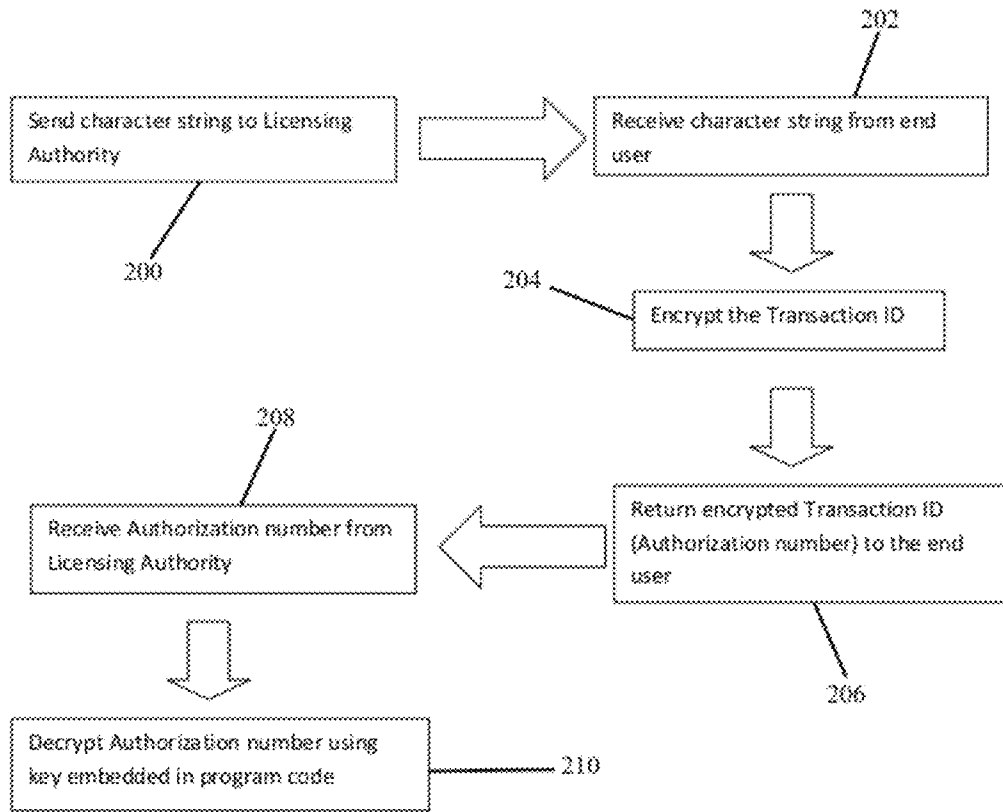 202
Send character string to Licensing
Authority
Receive character string from end
user
200
204
Encrypt the Transaction ID
208
Receive Authorization number from
Licensing Authority
Return encrypted Transaction ID
(Authorization number) to the end
user
206
Decrypt Authorization number using
key embedded in program code
210